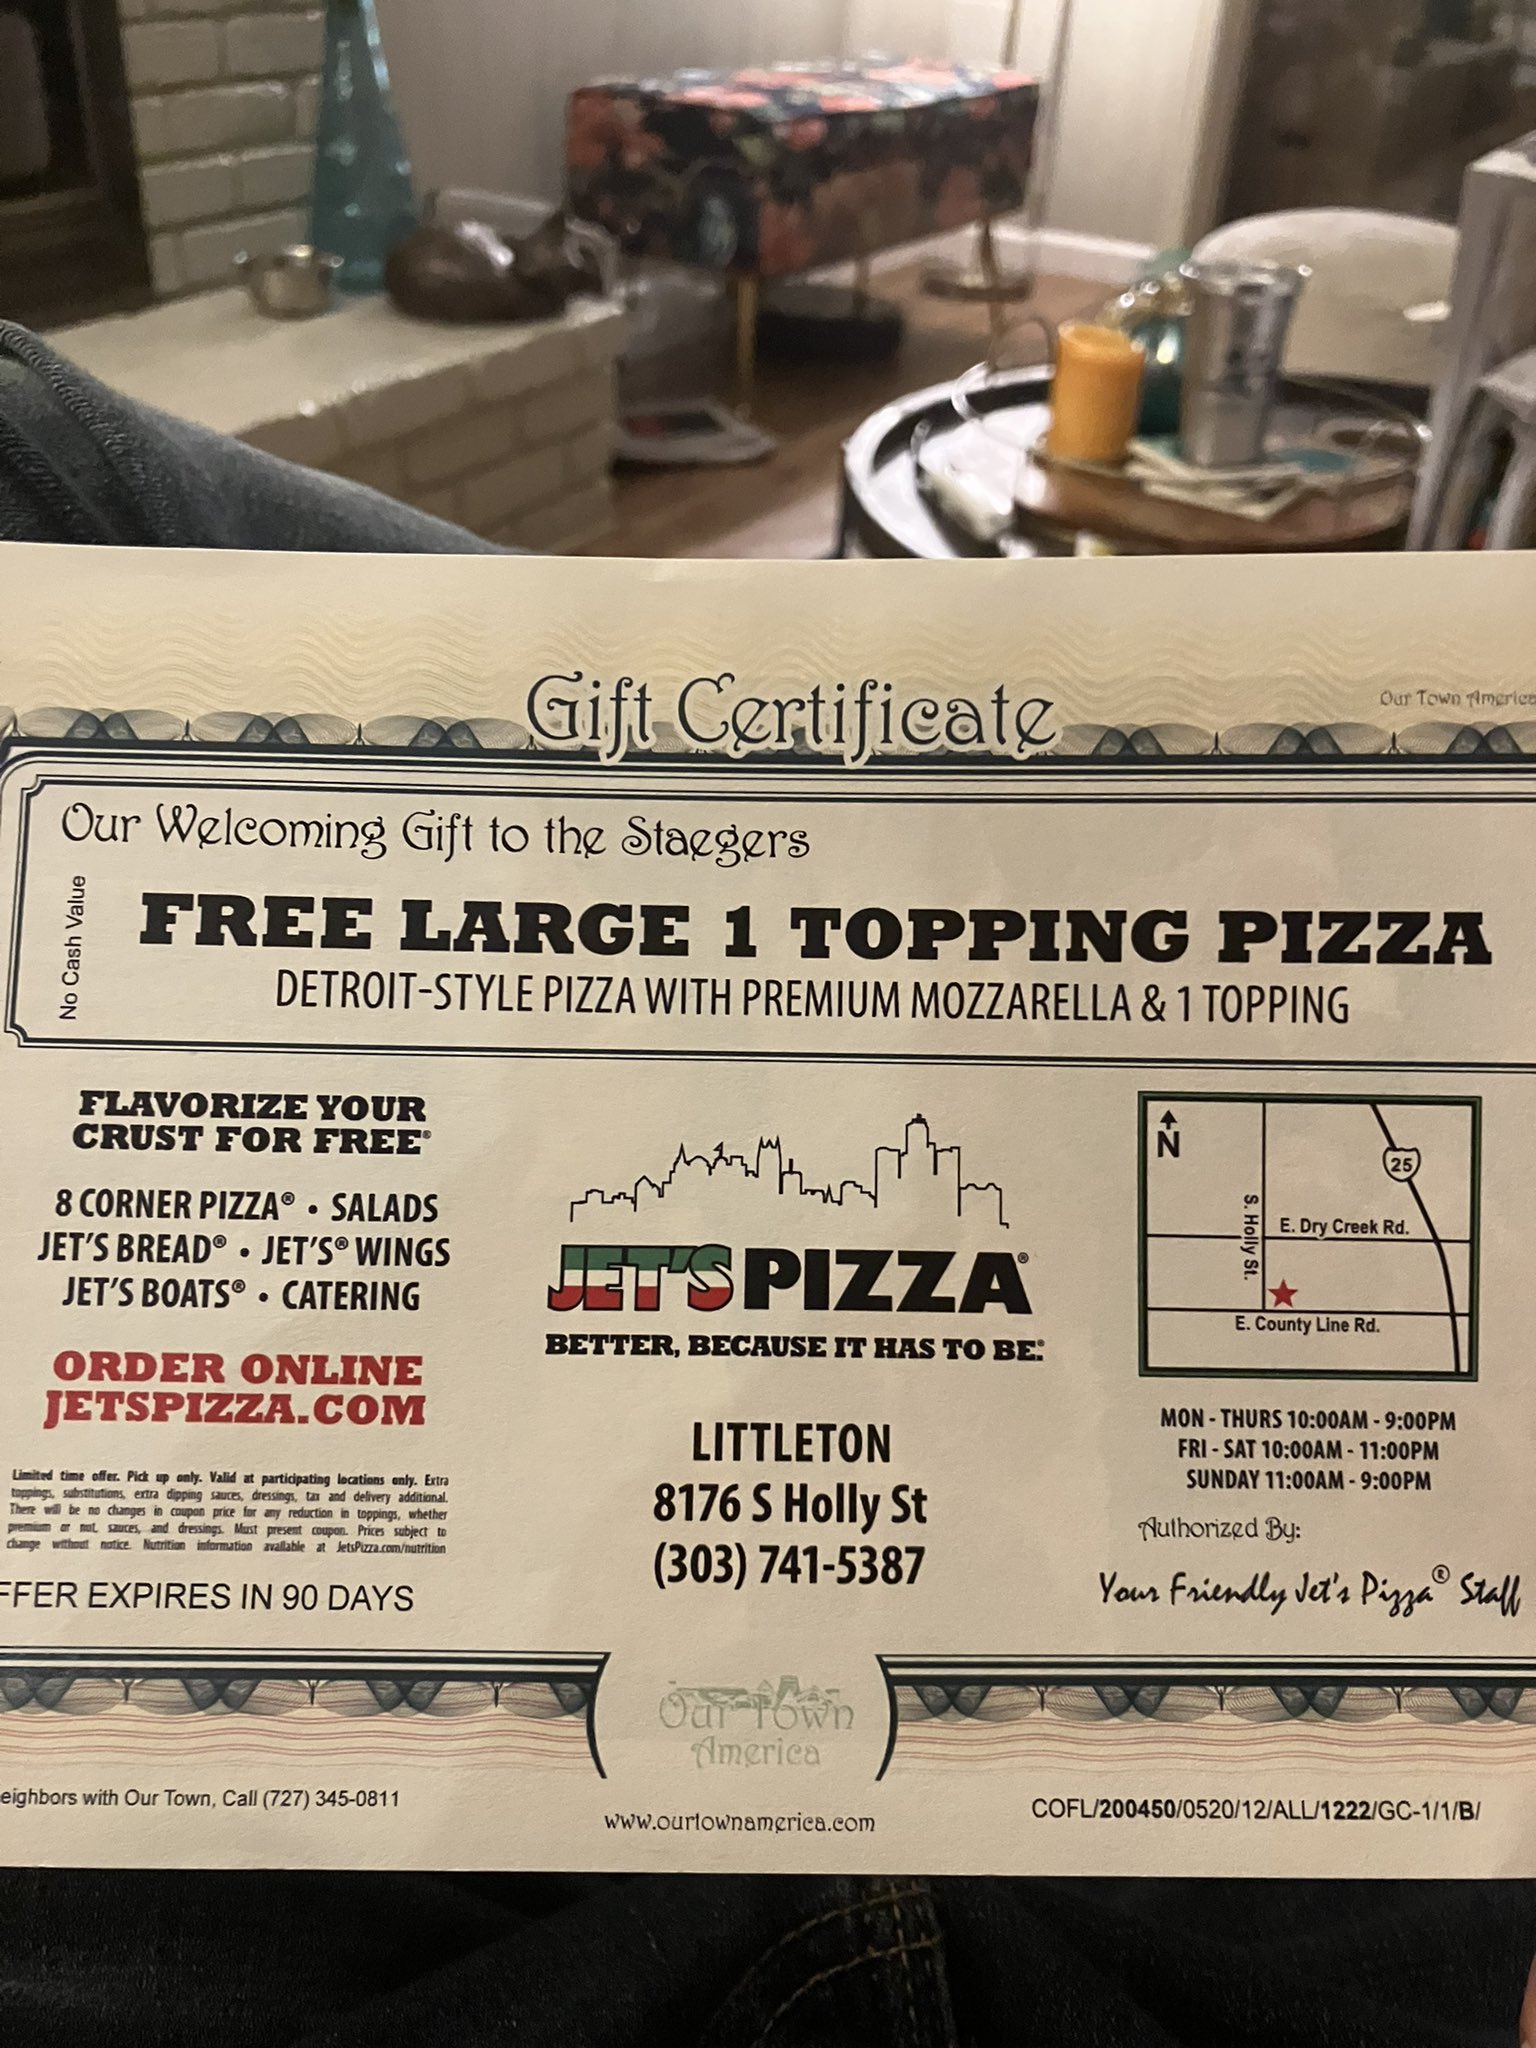 Gift Certificate
Our Town America
Our Welcoming Gift to the Staegers
No Cash Value
FREE LARGE 1 TOPPING PIZZA
DETROIT-STYLE PIZZA WITH PREMIUM MOZZARELLA & 1 TOPPING
FLAVORIZE YOUR
CRUST FOR FREE®
8 CORNER PIZZA® • SALADS
JET'S BREAD® • JET'S® WINGS
JET'S BOATS® • CATERING
ORDER ONLINE
JETSPIZZA.COM
Limited time offer. Pick up only. Valid at participating locations only. Extra
toppings, substitutions, extra dipping sauces, dressings, tax and delivery additional.
There will be no changes in coupon price for any reduction in toppings, whether
premium or not, sauces, and dressings. Must present coupon. Prices subject to
change without notice. Nutrition information available at JetsPizza.com/nutrition
FFER EXPIRES IN 90 DAYS
JET'S PIZZA®
BETTER, BECAUSE IT HAS TO BE.®
LITTLETON
8176 S Holly St
(303) 741-5387
N
25
S. Holly St.
E. Dry Creek Rd.
E. County Line Rd.
MON - THURS 10:00AM - 9:00PM
FRI - SAT 10:00AM - 11:00PM
SUNDAY 11:00AM - 9:00PM
Authorized By:
Your Friendly Jet's Pizza® Staff
Our Town
America
eighbors with Our Town, Call (727) 345-0811
www.ourtownamerica.com
COFL/200450/0520/12/ALL/1222/GC-1/1/B/